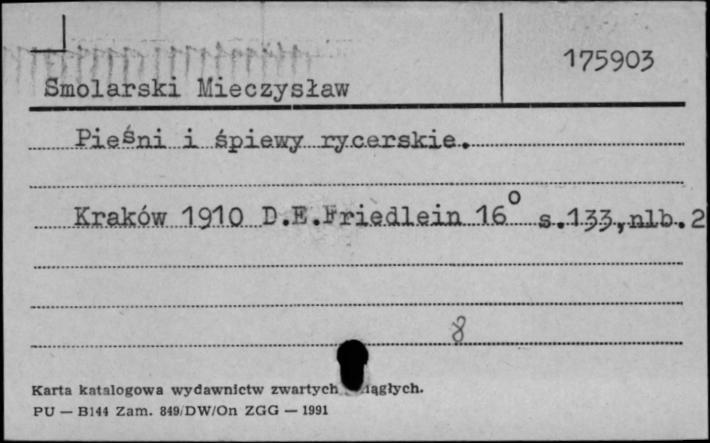 175903
Smolarski Mieczysław
Pieśni i śpiewy rycerskie.
Kraków 1910 D.E.Friedlein 16° s.133,nlb.2
8
Karta katalogowa wydawnictw zwartych ągłych.
PU — B144 Zam. 849/DW/On ZGG — 1991